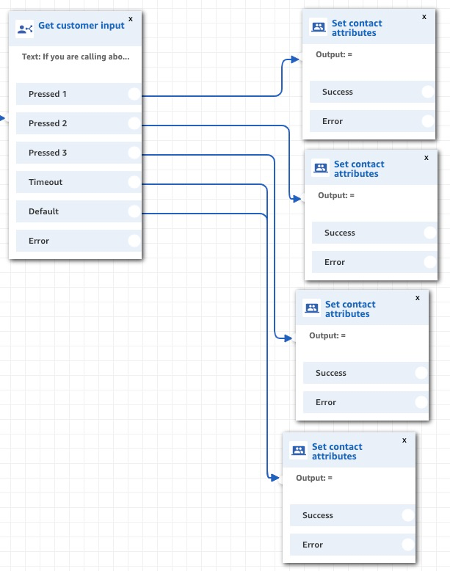 Get customer input
x
Text: If you are calling abo...
Pressed 1
Pressed 2
Pressed 3
Timeout
Default
Error
Set contact
attributes
x
Output: =
Success
Error
Set contact
attributes
x
Output: =
Success
Error
Set contact
attributes
x
Output: =
Success
Error
Set contact
attributes
x
Output: =
Success
Error